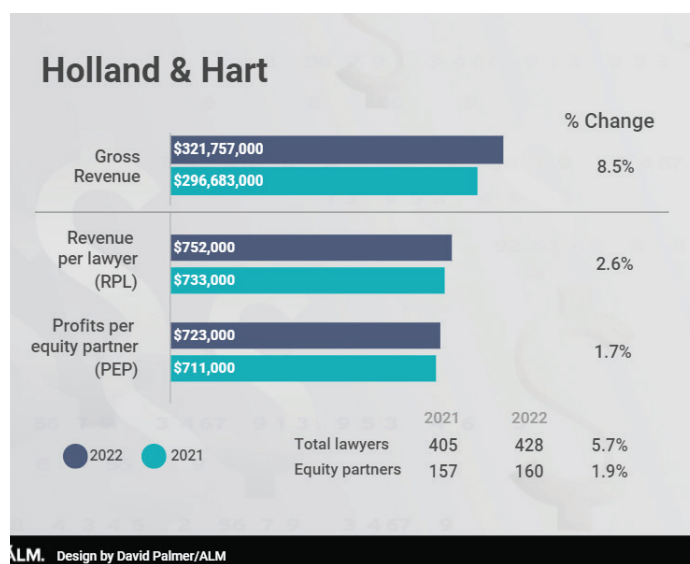 Holland & Hart
% Change
Gross
Revenue
$321,757,000
$296,683,000
8.5%
Revenue
per lawyer
(RPL)
$752,000
$733,000
2.6%
Profits per
equity partner
(PEP)
$723,000
$711,000
1.7%
2021 2022
Total lawyers 405 428 5.7%
Equity partners 157 160 1.9%
2022 2021
ALM. Design by David Palmer/ALM